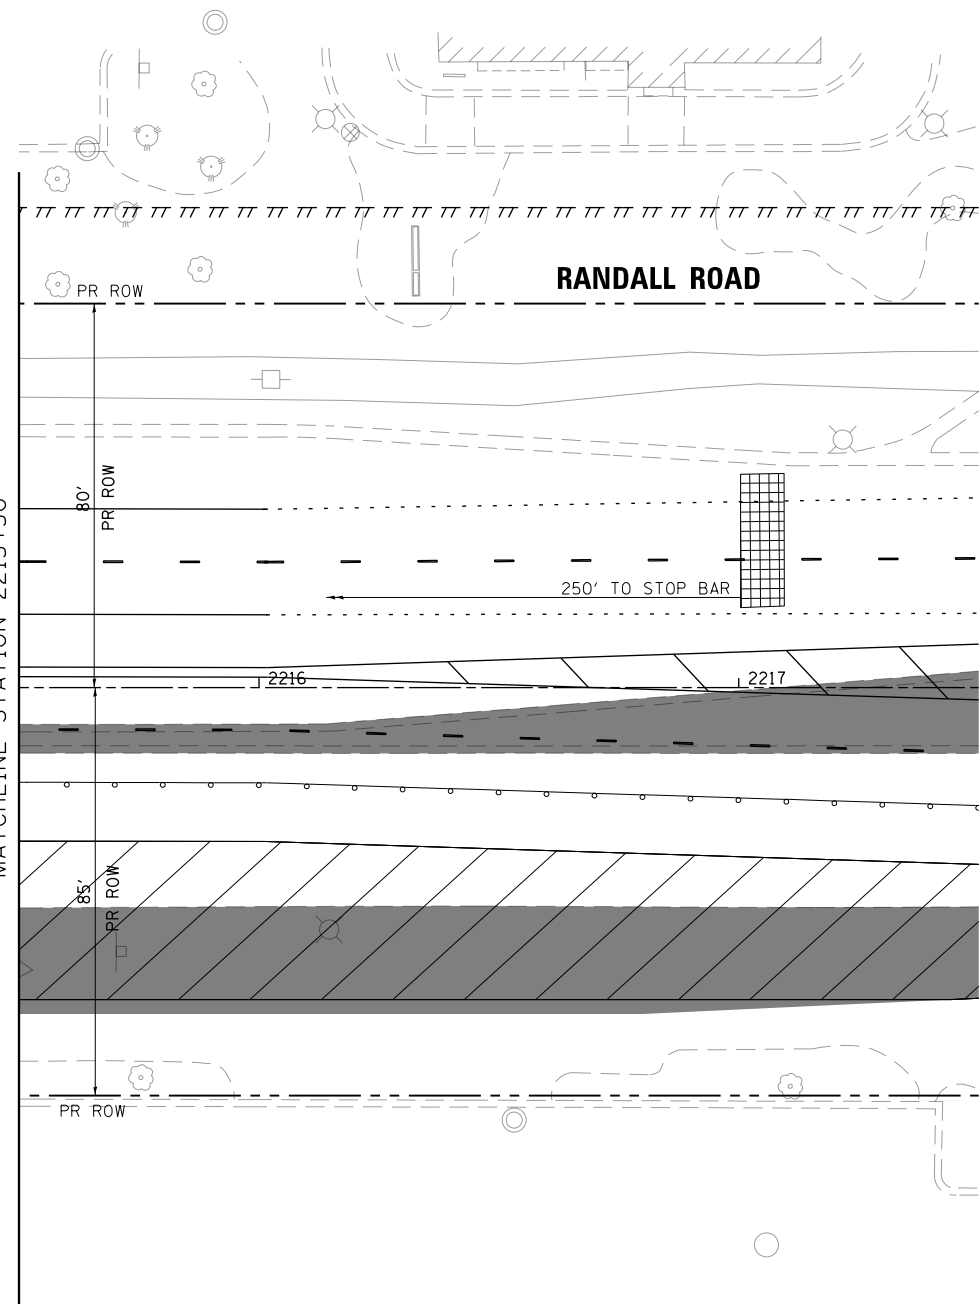 RANDALL ROAD
PR ROW
80'
PR ROW
250' TO STOP BAR
2216
2217
85'
PR ROW
PR ROW